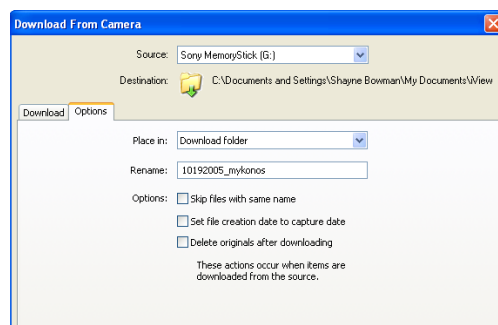 Download From Camera
Source: Sony MemoryStick (G:)
Destination: C:\Documents and Settings\Shayne Bowman\My Documents\iView
Download Options
Place in: Download folder
Rename: 10192005_mykonos
Options: Skip files with same name
Set file creation date to capture date
Delete originals after downloading
These actions occur when items are
downloaded from the source.